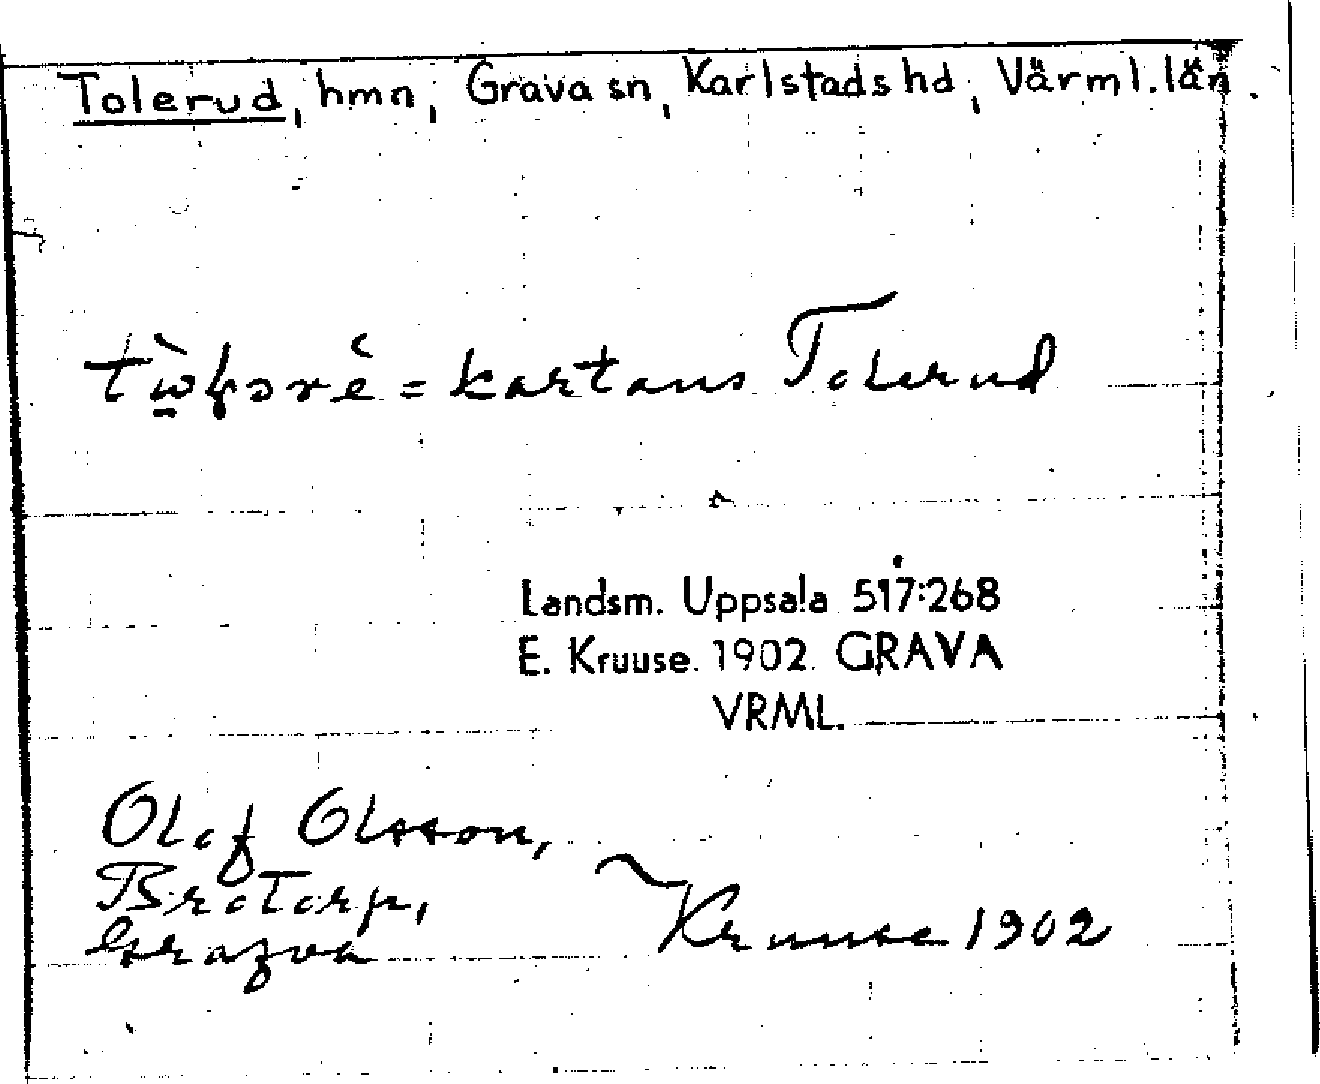 Tolerud, hmn, Grava sn, Karlstads hd, Värml. län.
= kartans Tolerud
Landsm. Uppsala 517:268
E. Kruuse. 1902. GRAVA
VRML.
Olof Olsson,
Brotorp,
Grafva
Kruuse 1902